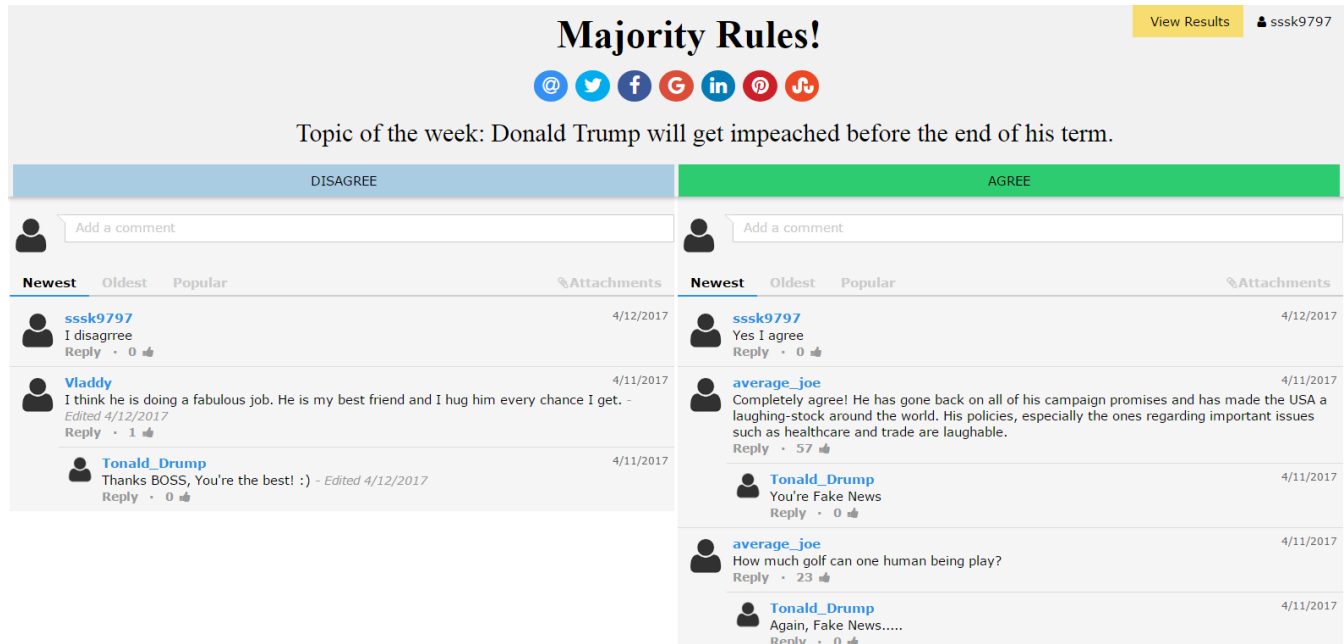 Majority Rules!
View Results
sssk9797
Topic of the week: Donald Trump will get impeached before the end of his term.
DISAGREE
Add a comment
Newest Oldest Popular Attachments
sssk9797 4/12/2017
I disagrree
Reply · 0
Vladdy 4/11/2017
I think he is doing a fabulous job. He is my best friend and I hug him every chance I get. -
Edited 4/12/2017
Reply · 1
Tonald_Drump 4/11/2017
Thanks BOSS, You're the best! :) - Edited 4/12/2017
Reply · 0
AGREE
Add a comment
Newest Oldest Popular Attachments
sssk9797 4/12/2017
Yes I agree
Reply · 0
average_joe 4/11/2017
Completely agree! He has gone back on all of his campaign promises and has made the USA a
laughing-stock around the world. His policies, especially the ones regarding important issues
such as healthcare and trade are laughable.
Reply · 57
Tonald_Drump 4/11/2017
You're Fake News
Reply · 0
average_joe 4/11/2017
How much golf can one human being play?
Reply · 23
Tonald_Drump 4/11/2017
Again, Fake News.....
Reply · 0